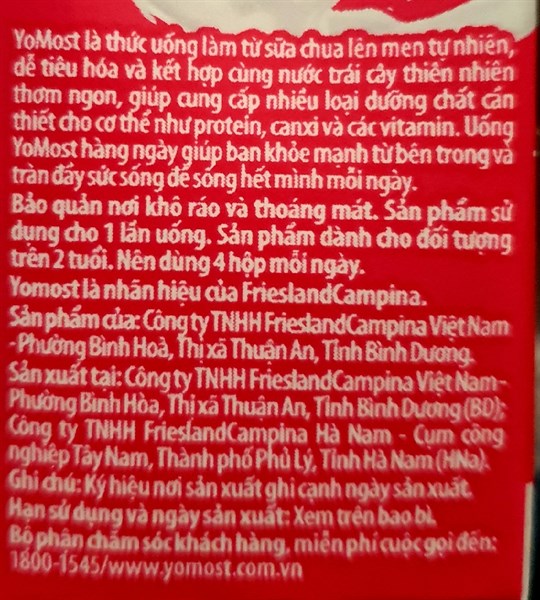 YoMost là thức uống làm từ sữa chua lên men tự nhiên,
dễ tiêu hóa và kết hợp cùng nước trái cây thiên nhiên
thơm ngon, giúp cung cấp nhiều loại dưỡng chất cần
thiết cho cơ thể như protein, canxi và các vitamin. Uống
YoMost hàng ngày giúp bạn khỏe mạnh từ bên trong và
tràn đầy sức sống để sống hết mình mỗi ngày.
Bảo quản nơi khô ráo và thoáng mát. Sản phẩm sử
dụng cho 1 lần uống. Sản phẩm dành cho đối tượng
trên 2 tuổi. Nên dùng 4 hộp mỗi ngày.
Yomost là nhãn hiệu của FrieslandCampina.
Sản phẩm của: Công ty TNHH FrieslandCampina Việt Nam
-Phường Bình Hoà, Thị xã Thuận An, Tỉnh Bình Dương.
Sản xuất tại: Công ty TNHH FrieslandCampina Việt Nam -
Phường Bình Hòa, Thị xã Thuận An, Tỉnh Bình Dương (BD);
Công ty TNHH FrieslandCampina Hà Nam - Cụm công
nghiệp Tây Nam, Thành phố Phủ Lý, Tỉnh Hà Nam (HNa).
Ghi chú: Ký hiệu nơi sản xuất ghi cạnh ngày sản xuất.
Hạn sử dụng và ngày sản xuất: Xem trên bao bì.
Bộ phận chăm sóc khách hàng, miễn phí cuộc gọi đến:
1800-1545/www.yomost.com.vn